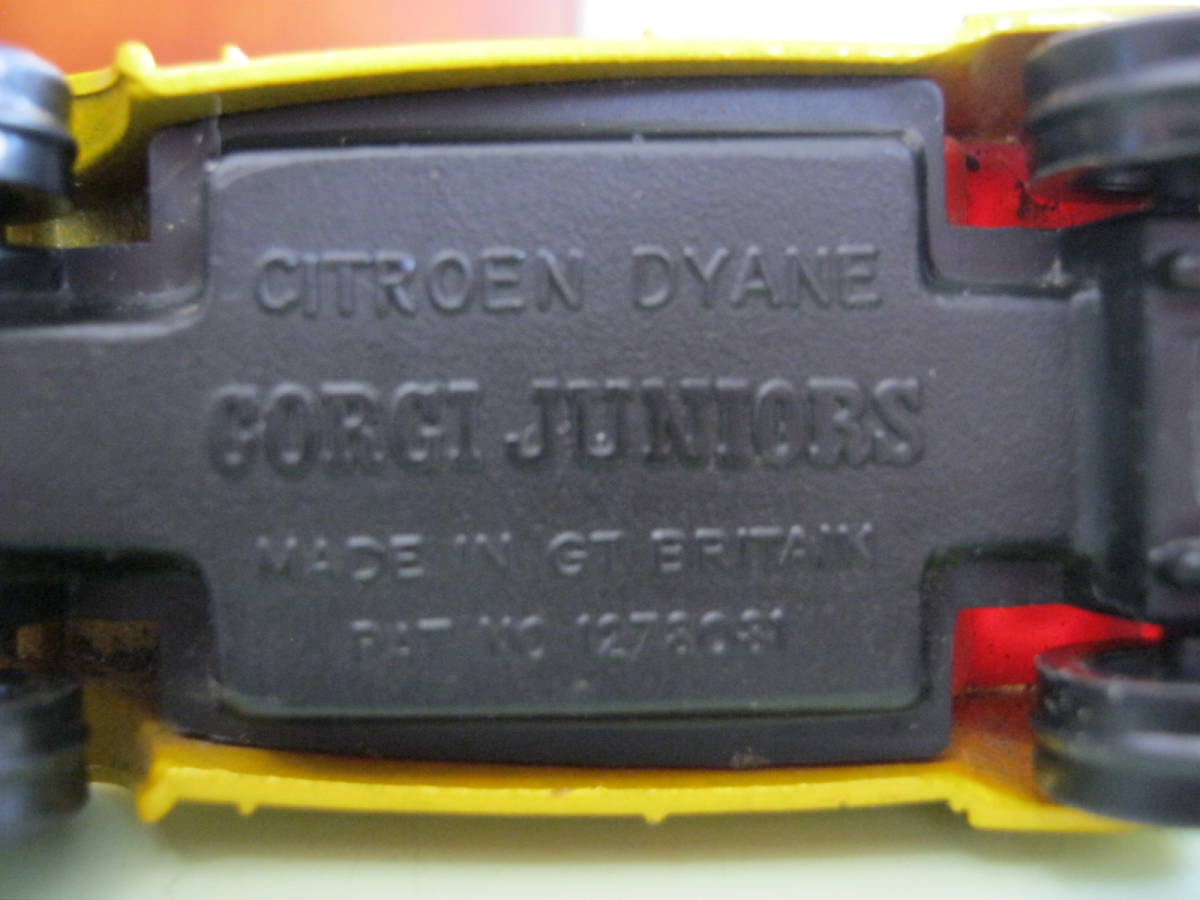 CITROEN DYANE
CORGI JUNIORS
MADE IN GT BRITAIN
PAT NO 1278081